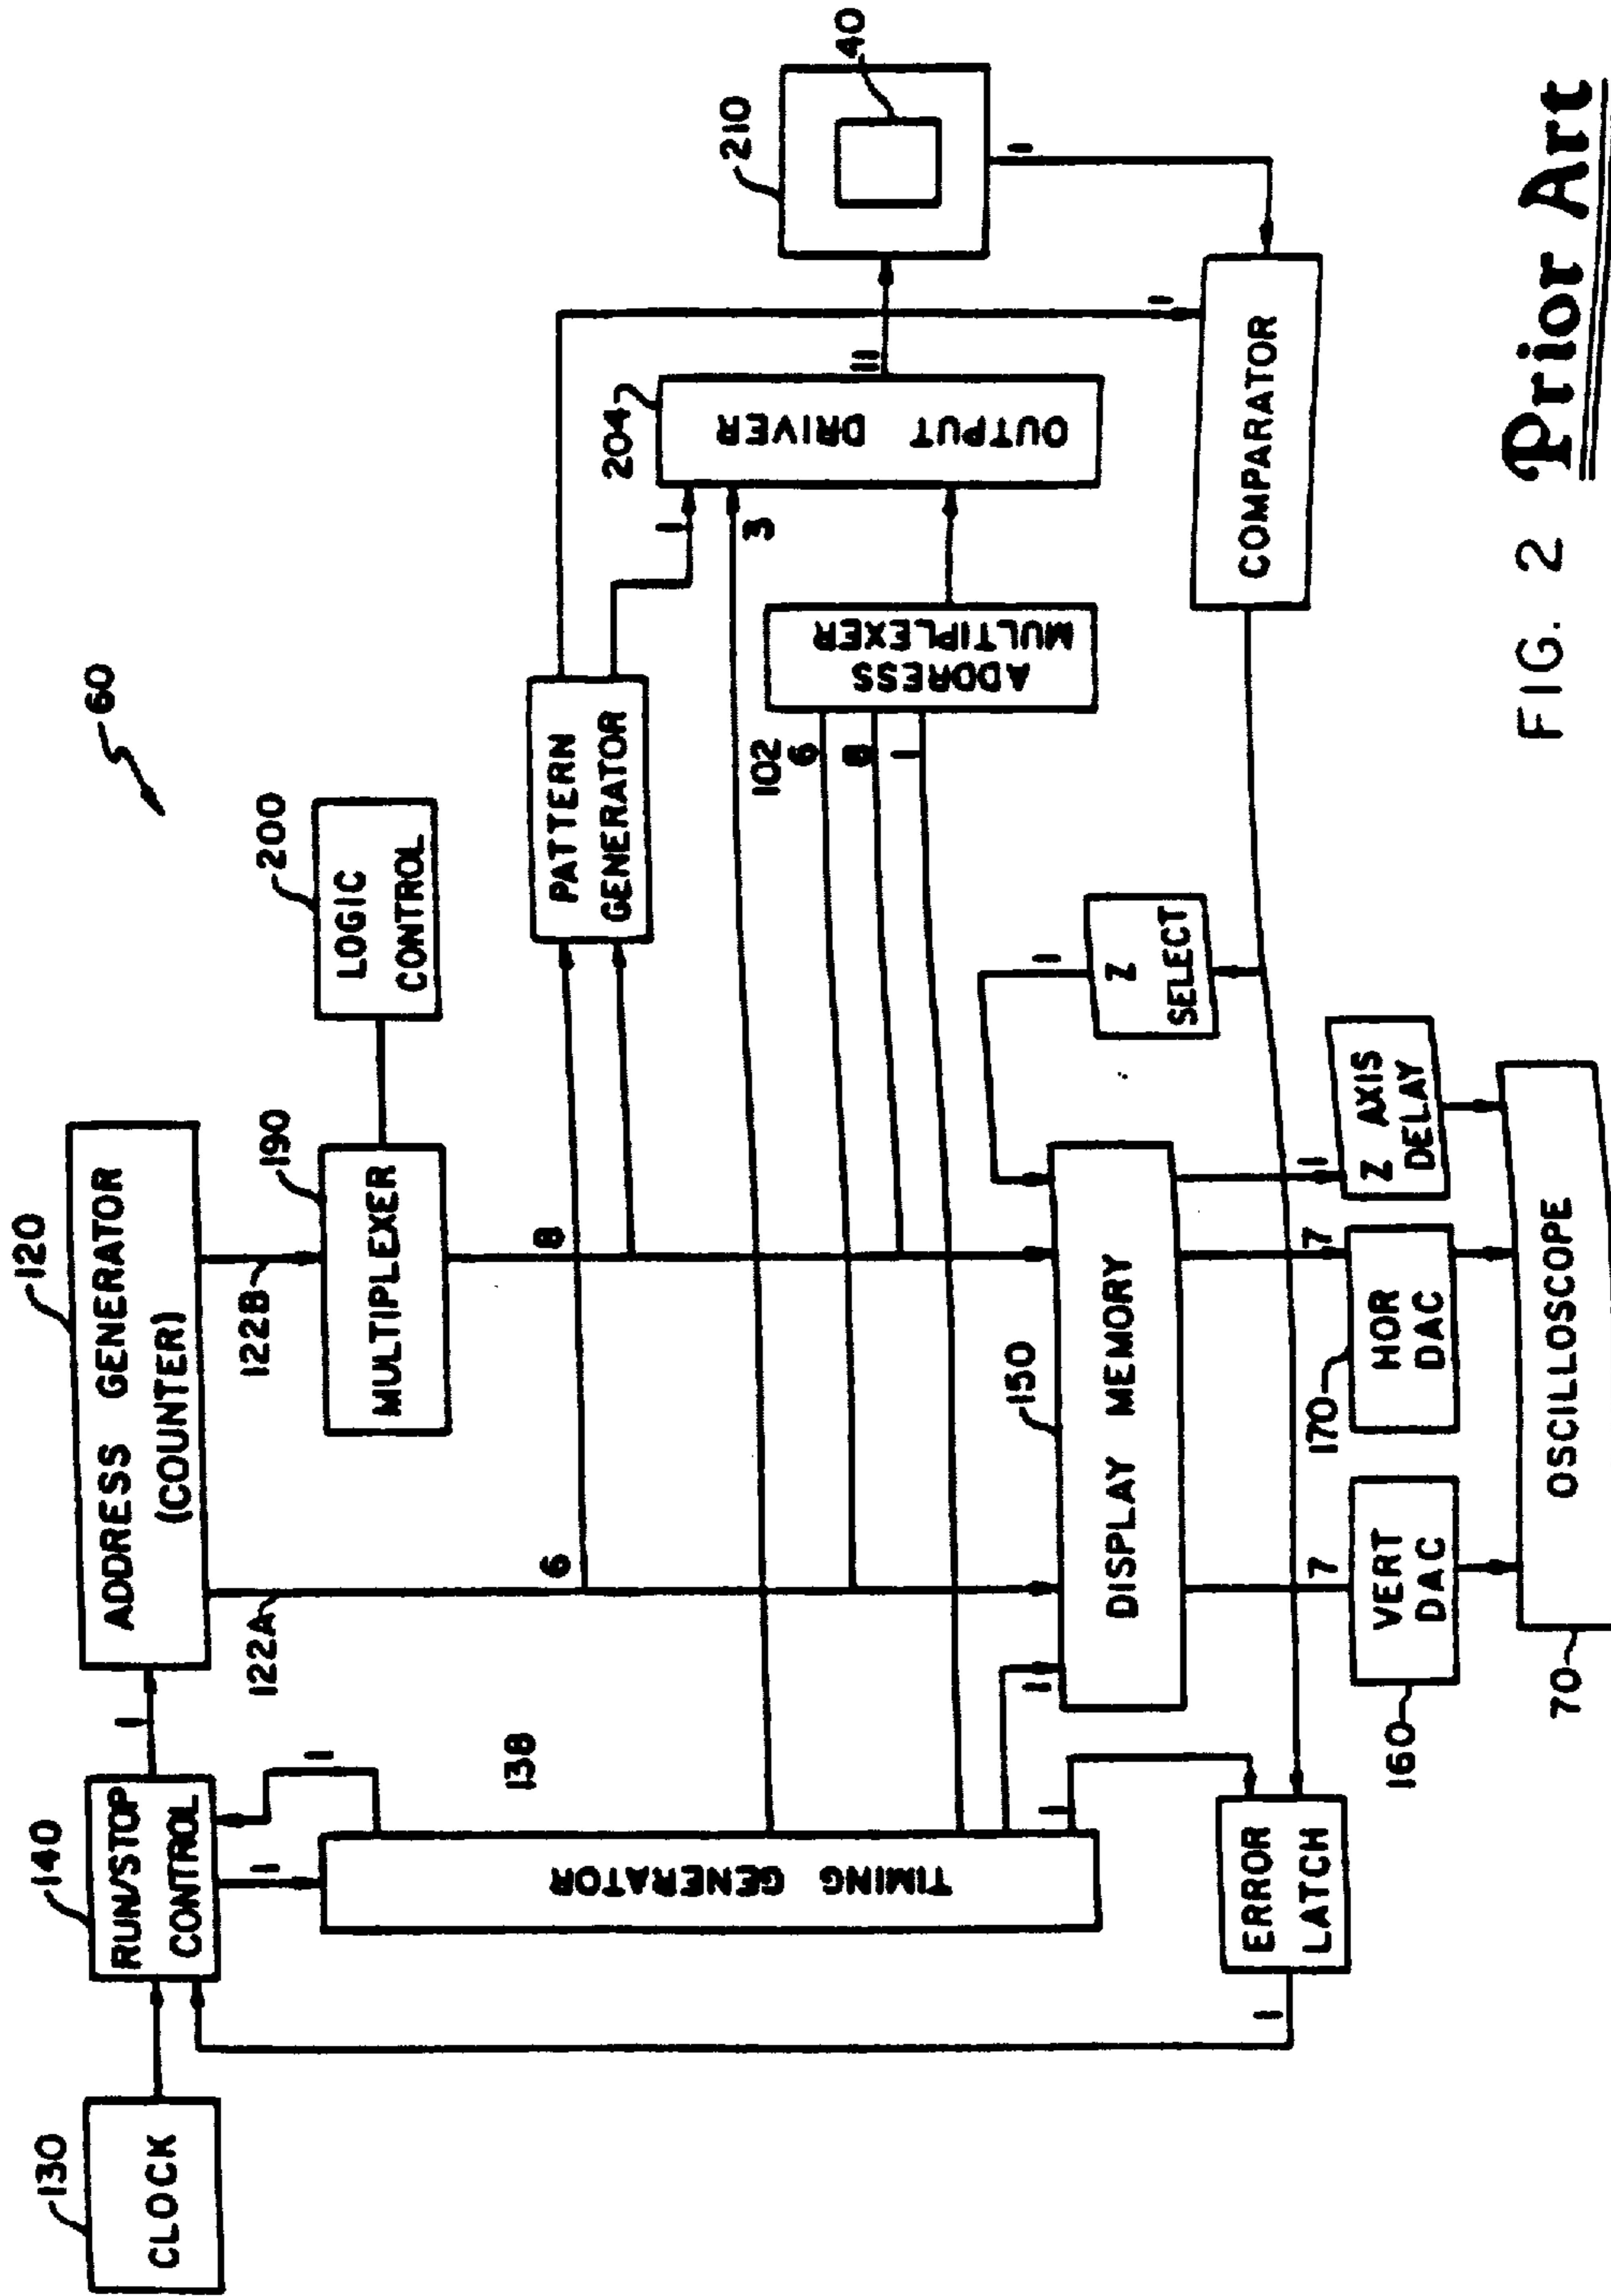 60
120
ADDRESS GENERATOR
(COUNTER)
130
CLOCK
140
RUN/STOP
CONTROL
1
1
1
122A
122B
190
MULTIPLEXER
200
LOGIC
CONTROL
138
TIMING GENERATOR
6
8
PATTERN
GENERATOR
1
3
204
OUTPUT
DRIVER
11
210
40
1
1
102
6
8
1
ADDRESS
MULTIPLEXER
COMPARATOR
1
1
150
DISPLAY MEMORY
1
Z
SELECT
ERROR
LATCH
1
7
7
1
160
VERT
DAC
170
HOR
DAC
Z AXIS
DELAY
70
OSCILLOSCOPE
FIG. 2 Prior Art